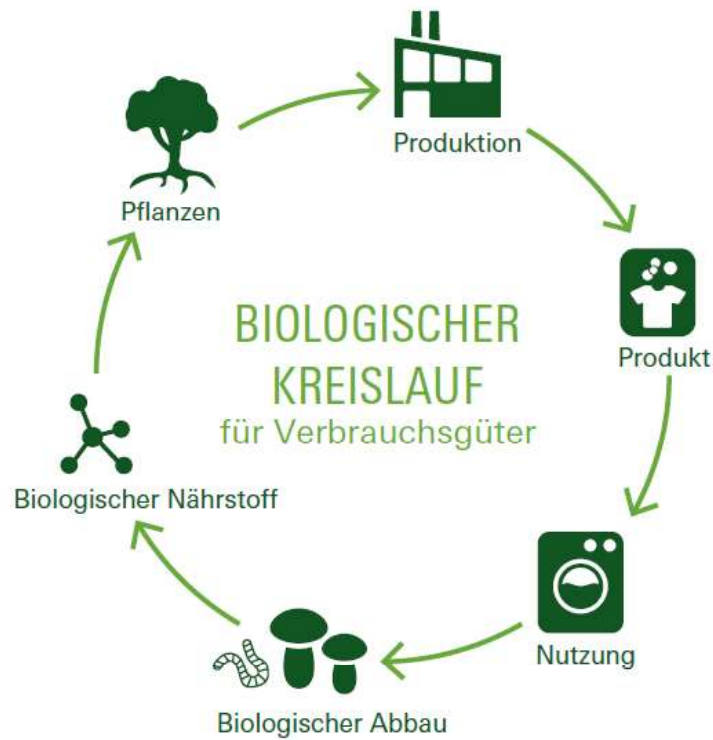 Produktion
Pflanzen
BIOLOGISCHER
KREISLAUF
für Verbrauchsgüter
Produkt
Biologischer Nährstoff
Nutzung
Biologischer Abbau